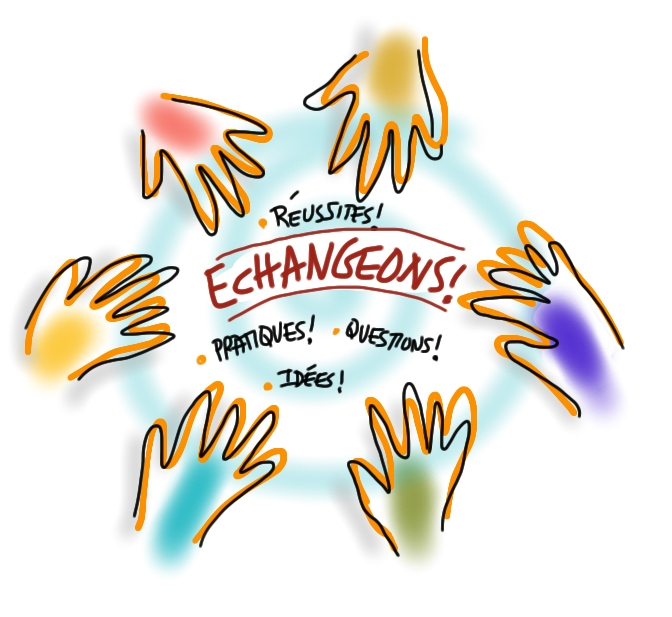 • RÉUSSITES!
ECHANGEONS!
• PRATIQUES! • QUESTIONS!
• IDÉES!